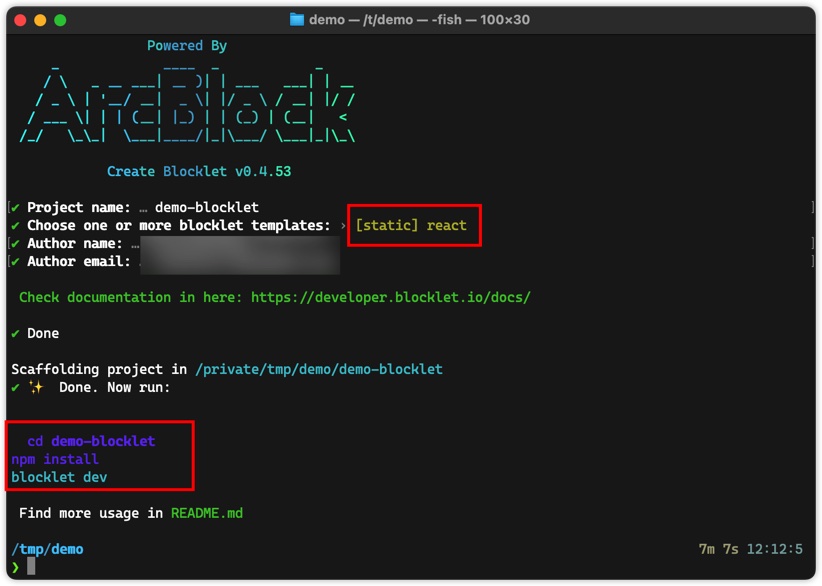 demo — /t/demo — -fish — 100×30
Powered By
ArcBlock
Create Blocklet v0.4.53
[✔ Project name: … demo-blocklet ]
✔ Choose one or more blocklet templates: › [static] react
[✔ Author name: … ]
[✔ Author email: ]
Check documentation in here: https://developer.blocklet.io/docs/
✔ Done
Scaffolding project in /private/tmp/demo/demo-blocklet
✔ ✨ Done. Now run:
cd demo-blocklet
npm install
blocklet dev
Find more usage in README.md
/tmp/demo 7m 7s 12:12:5
❯